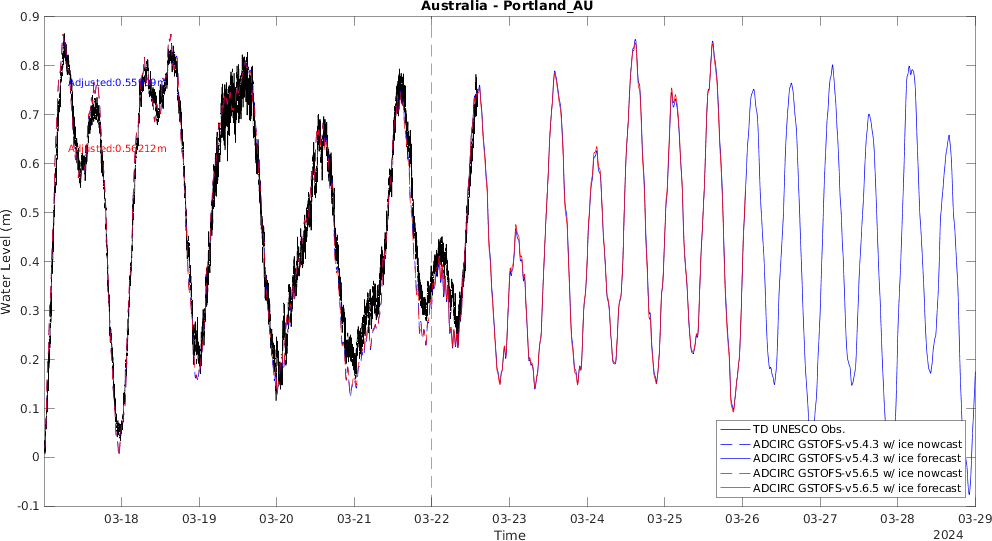 Australia - Portland_AU
0.9
0.8
0.7
0.6
0.5
0.4
0.3
0.2
0.1
0
-0.1
Water Level (m)
Adjusted:0.56212m
TD UNESCO Obs.
ADCIRC GSTOFS-v5.4.3 w/ ice nowcast
ADCIRC GSTOFS-v5.4.3 w/ ice forecast
ADCIRC GSTOFS-v5.6.5 w/ ice nowcast
ADCIRC GSTOFS-v5.6.5 w/ ice forecast
03-18 03-19 03-20 03-21 03-22 03-23 03-24 03-25 03-26 03-27 03-28 03-29
Time
2024